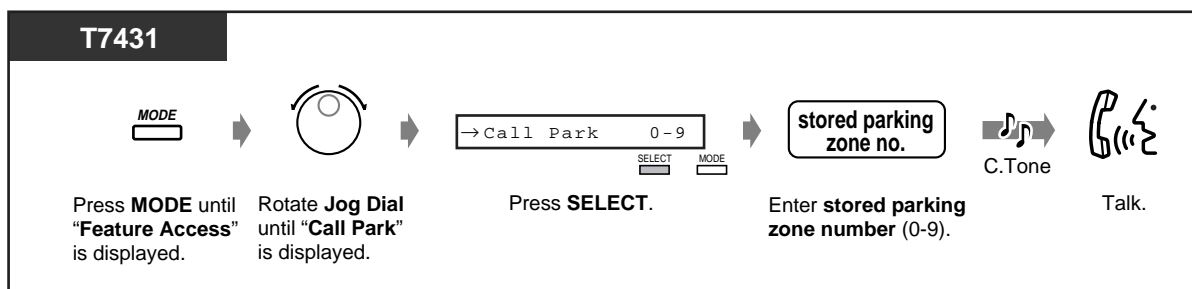 T7431
MODE
→Call Park 0-9
SELECT MODE
stored parking
zone no.
C.Tone
Press MODE until
“Feature Access”
is displayed.
Rotate Jog Dial
until “Call Park”
is displayed.
Press SELECT.
Enter stored parking
zone number (0-9).
Talk.